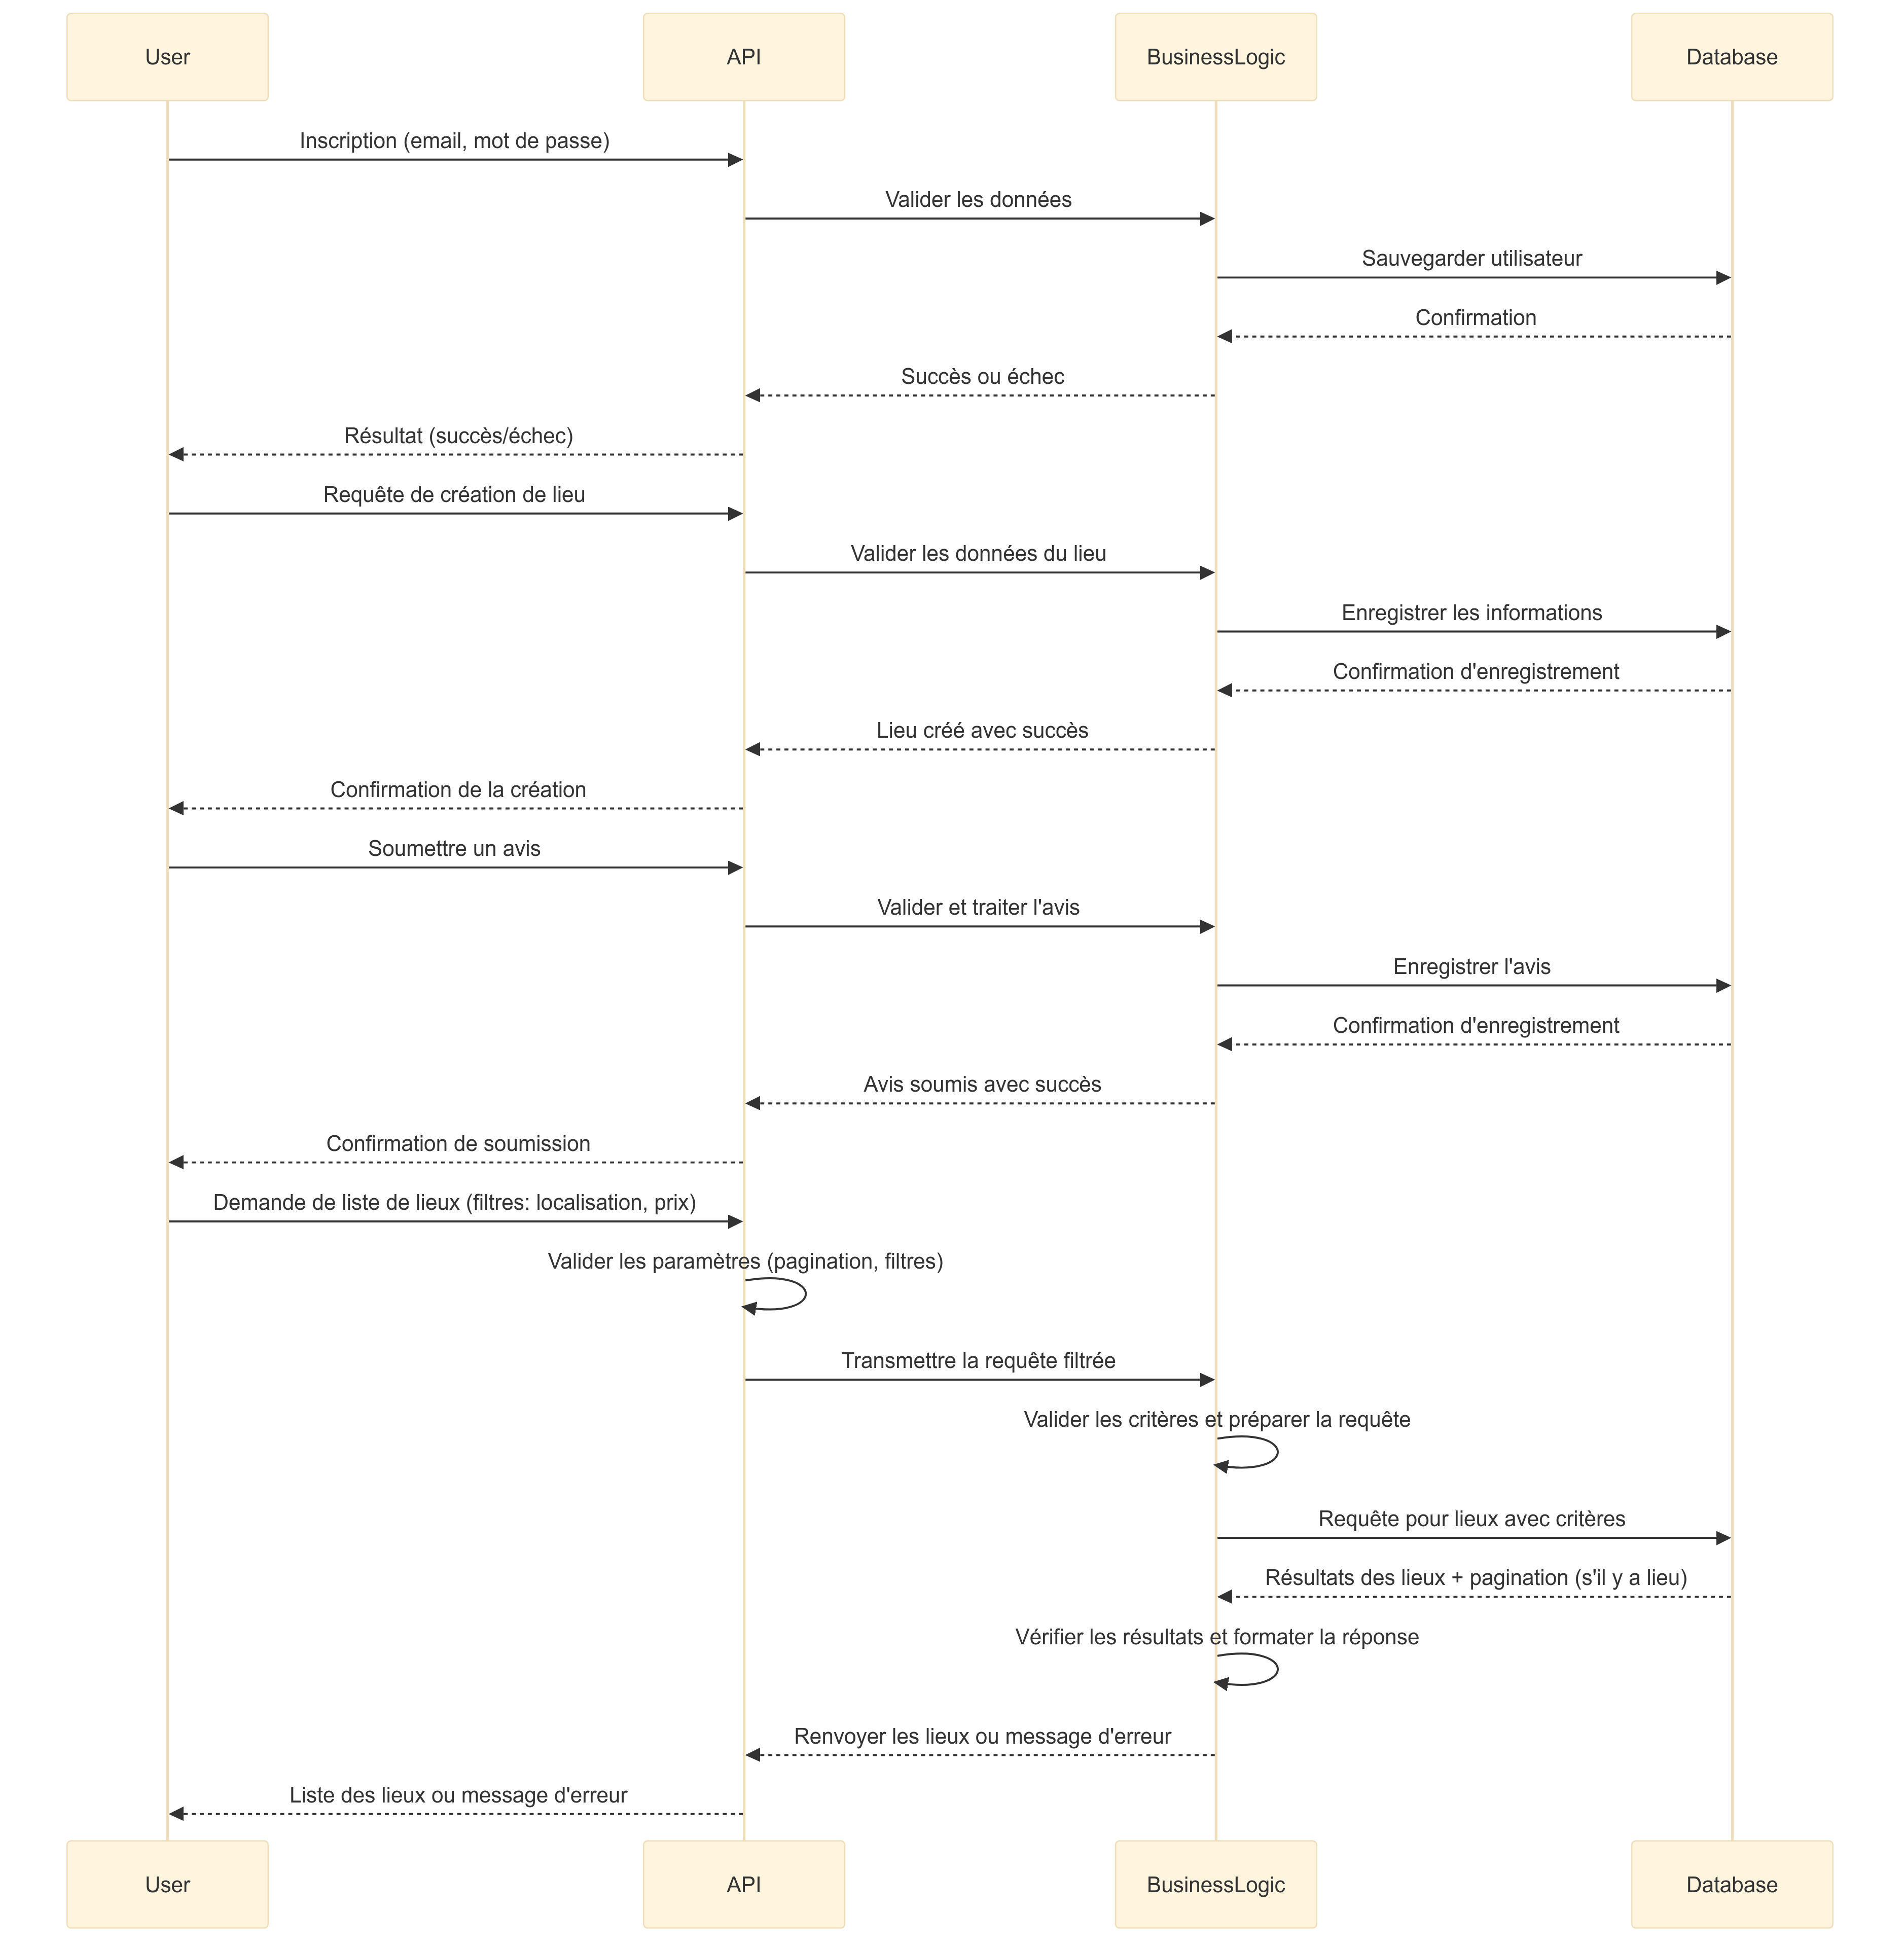 User
API
BusinessLogic
Database
Inscription (email, mot de passe)
Valider les données
Sauvegarder utilisateur
Confirmation
Succès ou échec
Résultat (succès/échec)
Requête de création de lieu
Valider les données du lieu
Enregistrer les informations
Confirmation d'enregistrement
Lieu créé avec succès
Confirmation de la création
Soumettre un avis
Valider et traiter l'avis
Enregistrer l'avis
Confirmation d'enregistrement
Avis soumis avec succès
Confirmation de soumission
Demande de liste de lieux (filtres: localisation, prix)
Valider les paramètres (pagination, filtres)
Transmettre la requête filtrée
Valider les critères et préparer la requête
Requête pour lieux avec critères
Résultats des lieux + pagination (s'il y a lieu)
Vérifier les résultats et formater la réponse
Renvoyer les lieux ou message d'erreur
Liste des lieux ou message d'erreur
User
API
BusinessLogic
Database